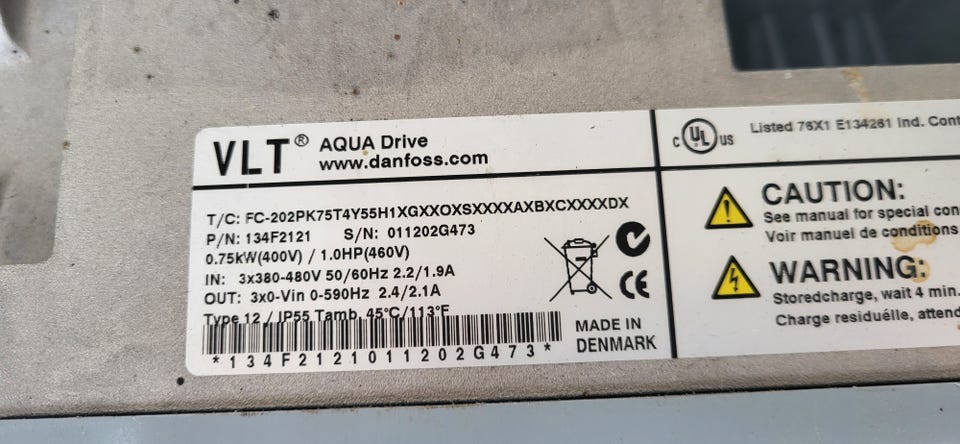 VLT® AQUA Drive
www.danfoss.com
T/C: FC-202PK75T4Y55H1XGXXOXSXXXXAXBXCXXXXDX
P/N: 134F2121 S/N: 011202G473
0.75kW(400V) / 1.0HP(460V)
IN: 3x380-480V 50/60Hz 2.2/1.9A
OUT: 3x0-Vin 0-590Hz 2.4/2.1A
Type 12 / IP55 Tamb. 45°C/113°F
*134F2121011202G473*
CE
MADE IN
DENMARK
c UL US Listed 76X1 E134261 Ind. Cont
CAUTION:
See manual for special con
Voir manuel de conditions
WARNING:
Storedcharge, wait 4 min.
Charge residuélle, attend